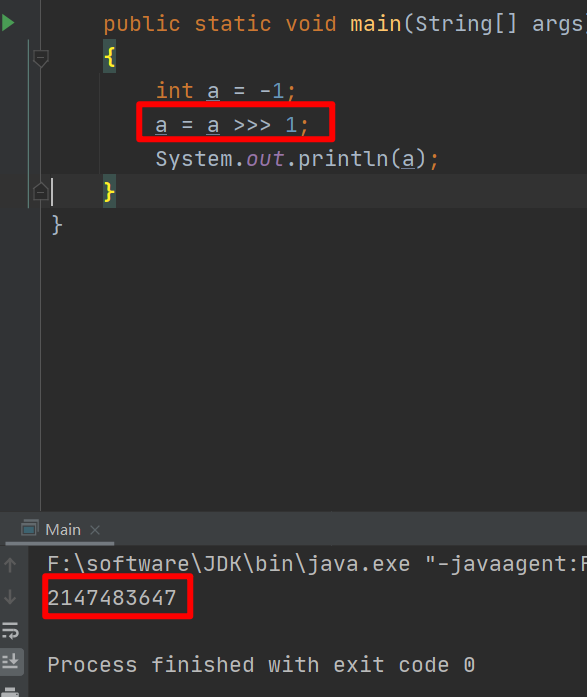 public static void main(String[] args)
{
int a = -1;
a = a >>> 1;
System.out.println(a);
}
}
Main
F:\software\JDK\bin\java.exe "-javaagent:F
2147483647
Process finished with exit code 0